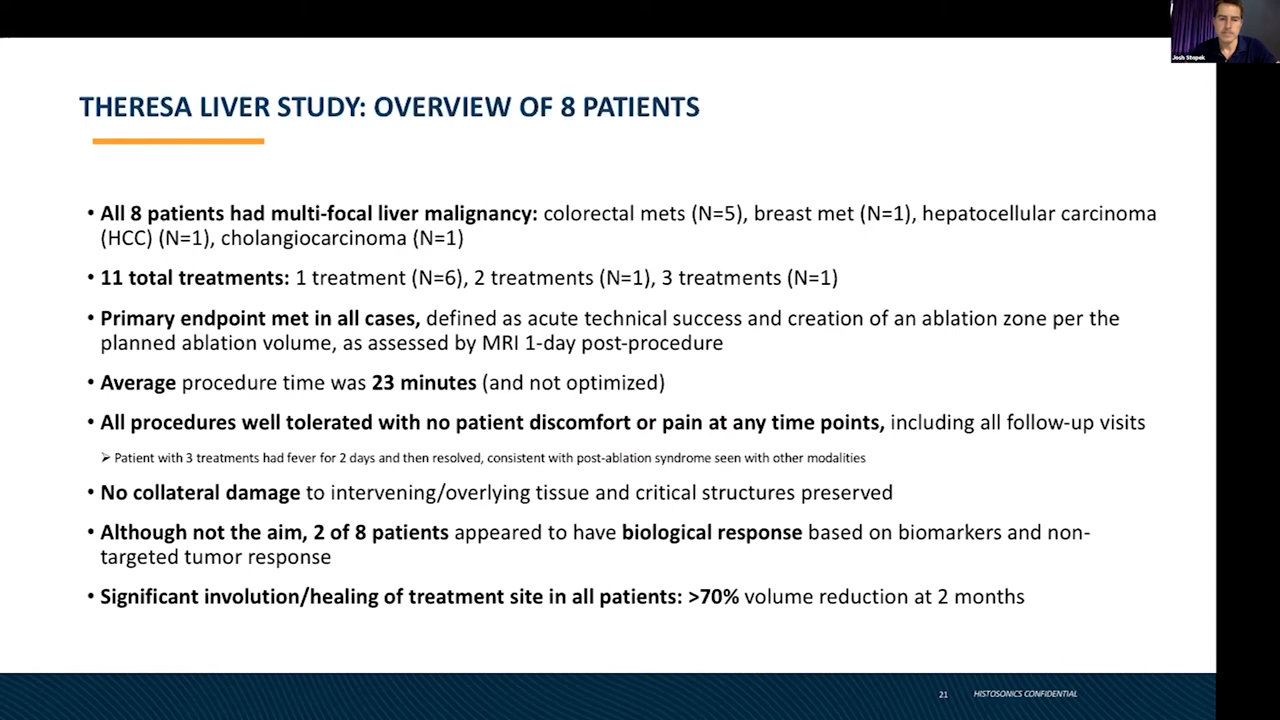 Josh Stopek
THERESA LIVER STUDY: OVERVIEW OF 8 PATIENTS
• All 8 patients had multi-focal liver malignancy: colorectal mets (N=5), breast met (N=1), hepatocellular carcinoma
(HCC) (N=1), cholangiocarcinoma (N=1)
• 11 total treatments: 1 treatment (N=6), 2 treatments (N=1), 3 treatments (N=1)
• Primary endpoint met in all cases, defined as acute technical success and creation of an ablation zone per the
planned ablation volume, as assessed by MRI 1-day post-procedure
• Average procedure time was 23 minutes (and not optimized)
• All procedures well tolerated with no patient discomfort or pain at any time points, including all follow-up visits
➢ Patient with 3 treatments had fever for 2 days and then resolved, consistent with post-ablation syndrome seen with other modalities
• No collateral damage to intervening/overlying tissue and critical structures preserved
• Although not the aim, 2 of 8 patients appeared to have biological response based on biomarkers and non-
targeted tumor response
• Significant involution/healing of treatment site in all patients: >70% volume reduction at 2 months
21 HISTOSONICS CONFIDENTIAL